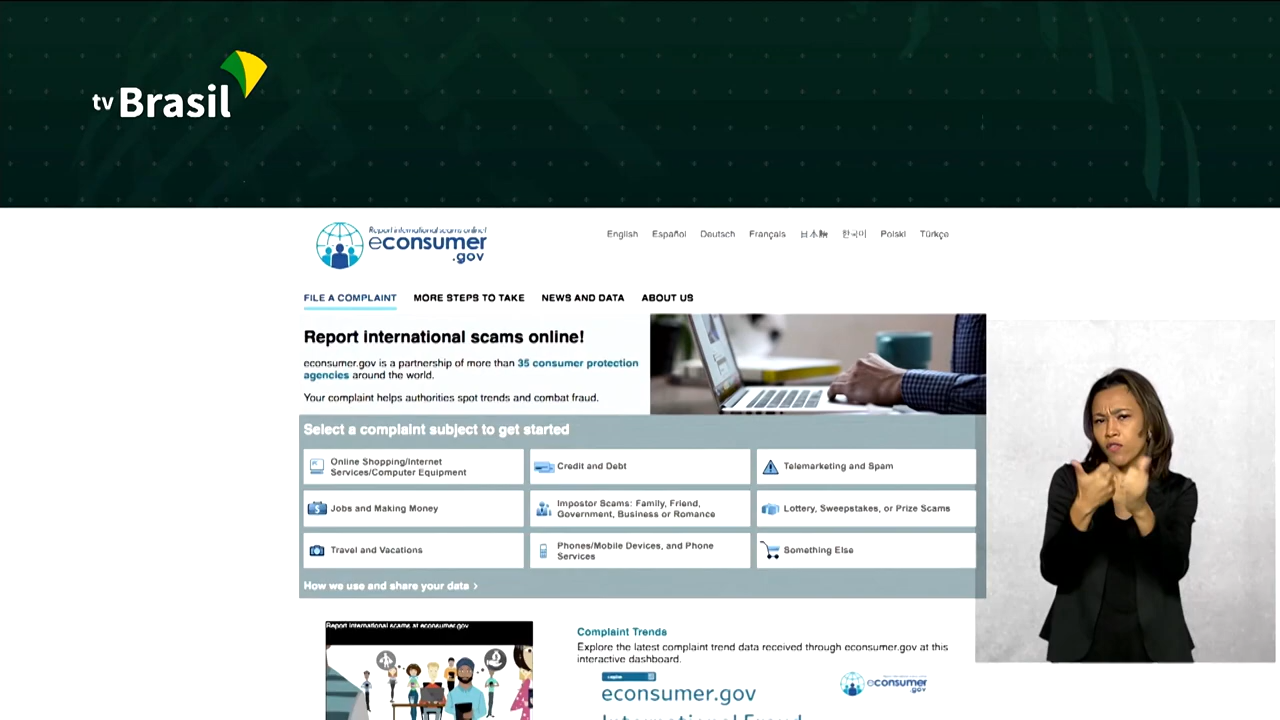 tv Brasil
Report international scams online!
econsumer
.gov
English Español Deutsch Français 日本語 한국어 Polski Türkçe
FILE A COMPLAINT MORE STEPS TO TAKE NEWS AND DATA ABOUT US
Report international scams online!
econsumer.gov is a partnership of more than 35 consumer protection
agencies around the world.
Your complaint helps authorities spot trends and combat fraud.
Select a complaint subject to get started
Online Shopping/Internet
Services/Computer Equipment
Credit and Debt
Telemarketing and Spam
Jobs and Making Money
Impostor Scams: Family, Friend,
Government, Business or Romance
Lottery, Sweepstakes, or Prize Scams
Travel and Vacations
Phones/Mobile Devices, and Phone
Services
Something Else
How we use and share your data >
Report international scams at econsumer.gov
Complaint Trends
Explore the latest complaint trend data received through econsumer.gov at this
interactive dashboard.
econsumer.gov
econsumer
.gov
International Fraud